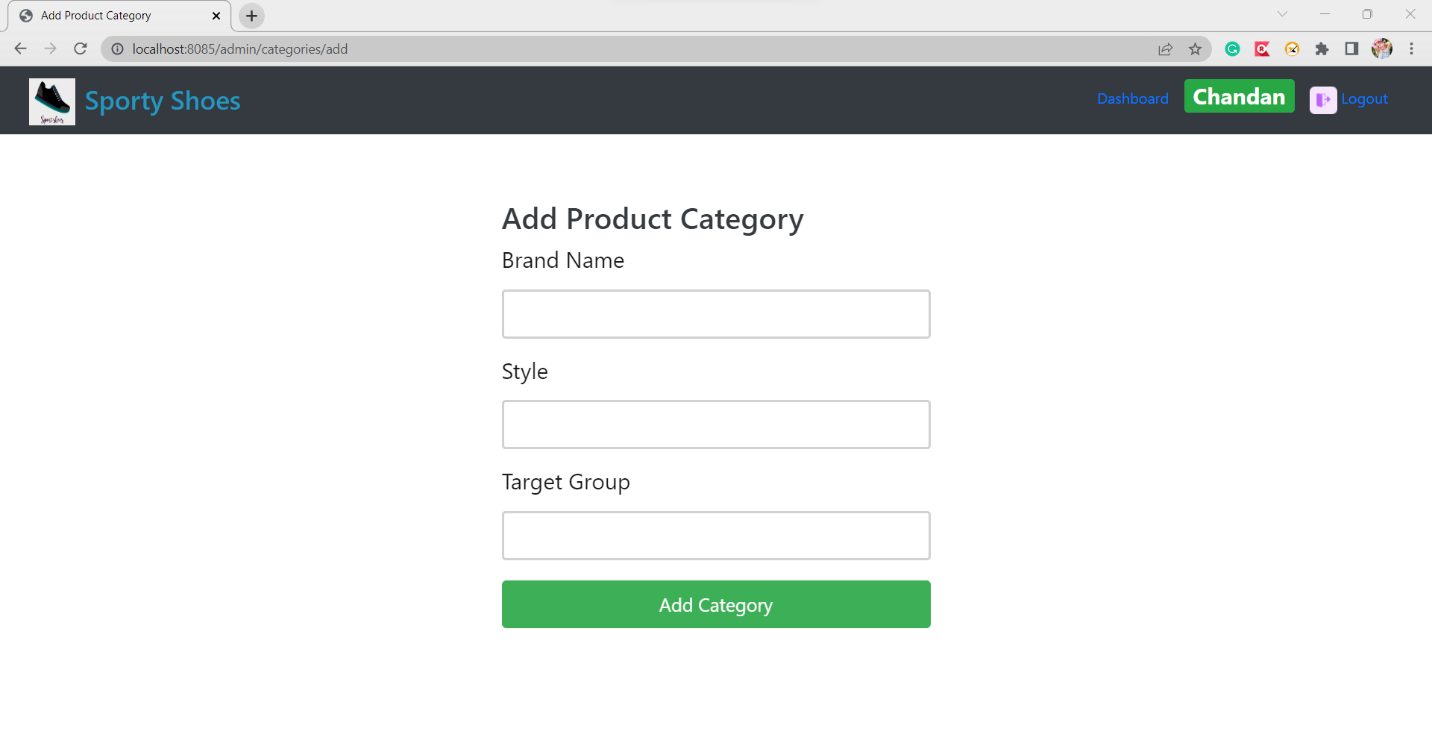 Add Product Category
localhost:8085/admin/categories/add
Sporty Shoes
Dashboard
Chandan
Logout
Add Product Category
Brand Name
Style
Target Group
Add Category